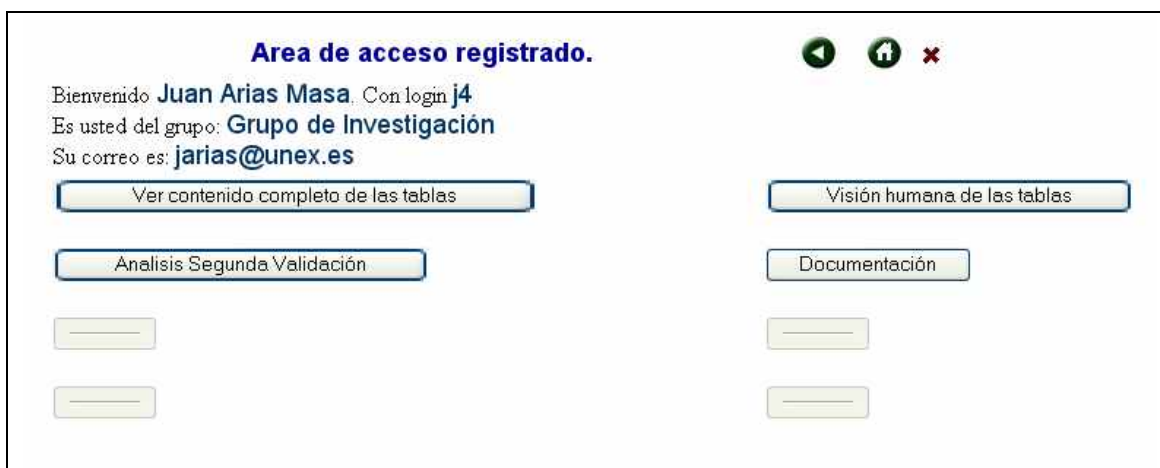 Area de acceso registrado.
Bienvenido Juan Arias Masa. Con login j4
Es usted del grupo: Grupo de Investigación
Su correo es: jarias@unex.es
Ver contenido completo de las tablas
Visión humana de las tablas
Analisis Segunda Validación
Documentación